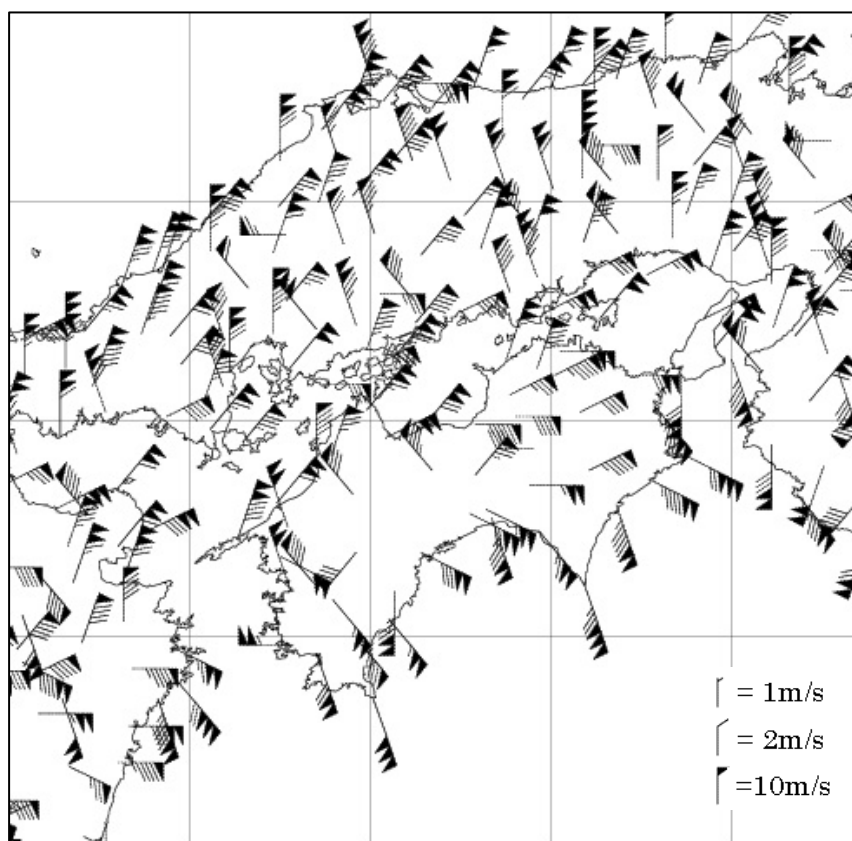 = 1m/s
= 2m/s
=10m/s